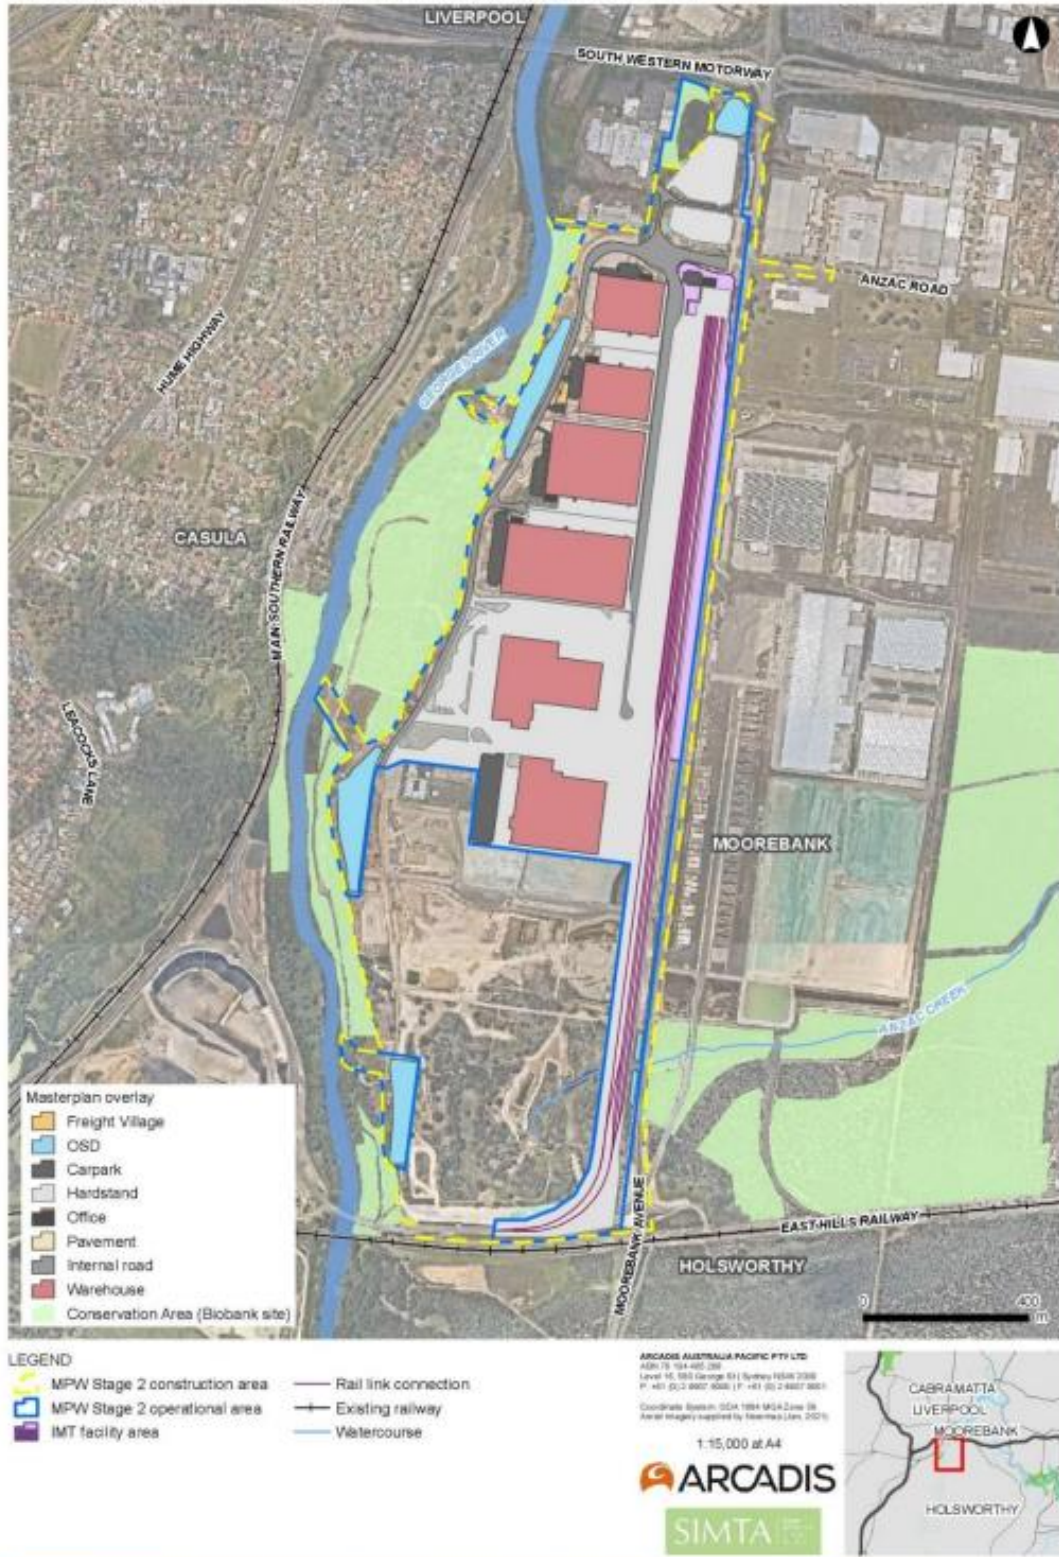 LIVERPOOL
SOUTH WESTERN MOTORWAY
ANZAC ROAD
HUME HIGHWAY
GEORGES RIVER
CASULA
MAIN SOUTHERN RAILWAY
LEACOCKS LANE
MOOREBANK
ANZAC CREEK
EAST HILLS RAILWAY
MOOREBANK AVENUE
HOLSWORTHY
0 400
m
Masterplan overlay
Freight Village
OSD
Carpark
Hardstand
Office
Pavement
Internal road
Warehouse
Conservation Area (Biobank site)
LEGEND
MPW Stage 2 construction area
MPW Stage 2 operational area
IMT facility area
Rail link connection
Existing railway
Watercourse
ARCADIS AUSTRALIA PACIFIC PTY LTD
1:15,000 at A4
ARCADIS
SIMTA
CABRAMATTA
LIVERPOOL
MOOREBANK
HOLSWORTHY